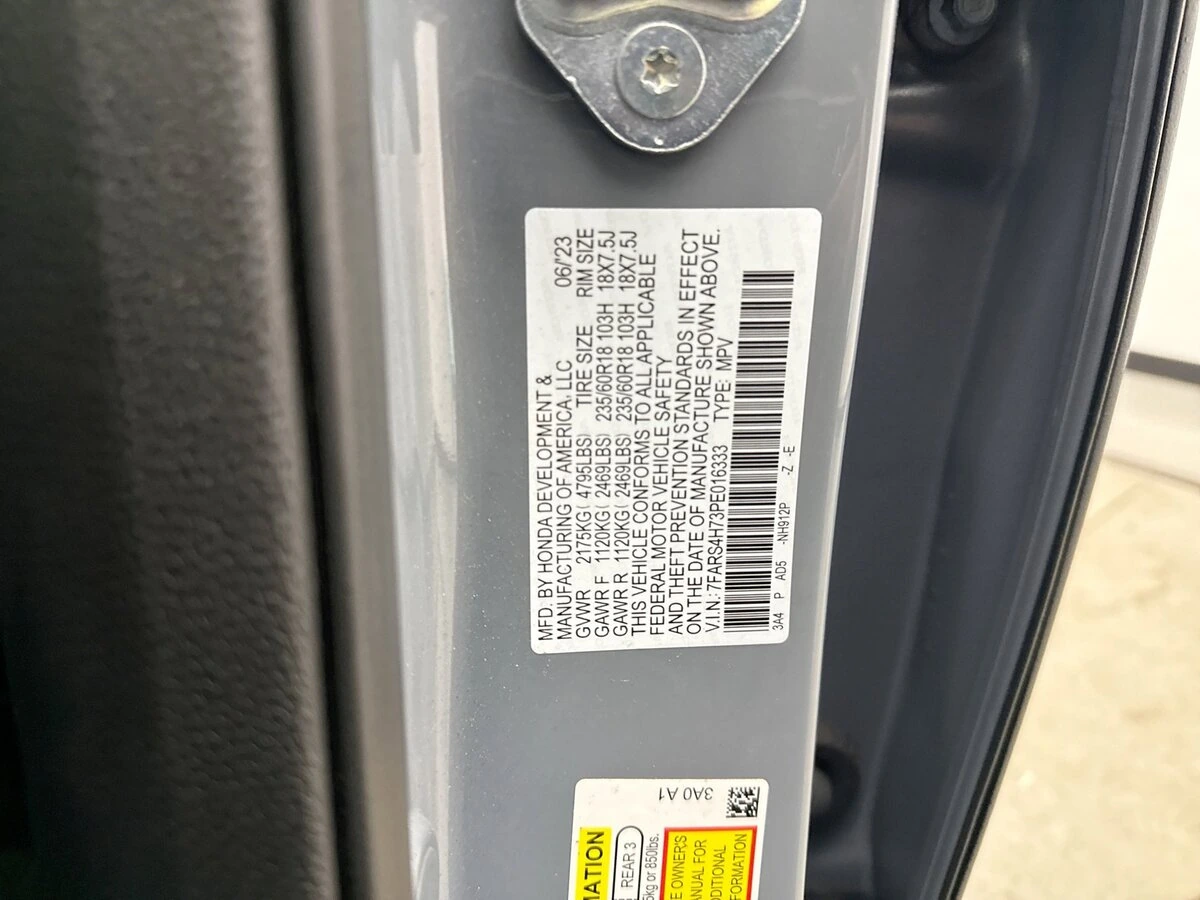 MFD. BY HONDA DEVELOPMENT &
MANUFACTURING OF AMERICA, LLC 06/'23
GVWR 2175KG( 4795LBS) TIRE SIZE RIM SIZE
GAWR F 1120KG( 2469LBS) 235/60R18 103H 18X7.5J
GAWR R 1120KG( 2469LBS) 235/60R18 103H 18X7.5J
THIS VEHICLE CONFORMS TO ALL APPLICABLE
FEDERAL MOTOR VEHICLE SAFETY
AND THEFT PREVENTION STANDARDS IN EFFECT
ON THE DATE OF MANUFACTURE SHOWN ABOVE.
V.I.N.: 7FARS4H73PE016333 TYPE: MPV
3A4 P AD5 -NH912P -Z -E
3A0 A1
MATION
REAR 3
5kg or 850lbs.
E OWNER'S
ANUAL FOR
DDITIONAL
FORMATION